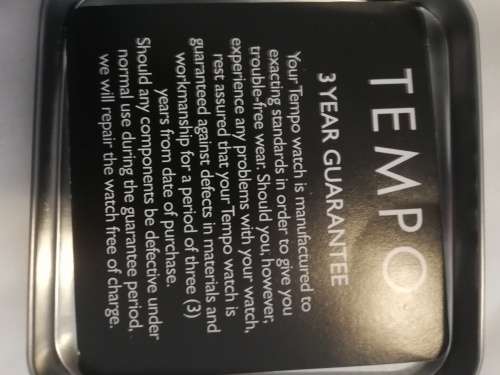 TEMPO
3 YEAR GUARANTEE
Your Tempo watch is manufactured to
exacting standards in order to give you
trouble-free wear. Should you, however,
experience any problems with your watch,
rest assured that your Tempo watch is
guaranteed against defects in materials and
workmanship for a period of three (3)
years from date of purchase.
Should any components be defective under
normal use during the guarantee period,
we will repair the watch free of charge.